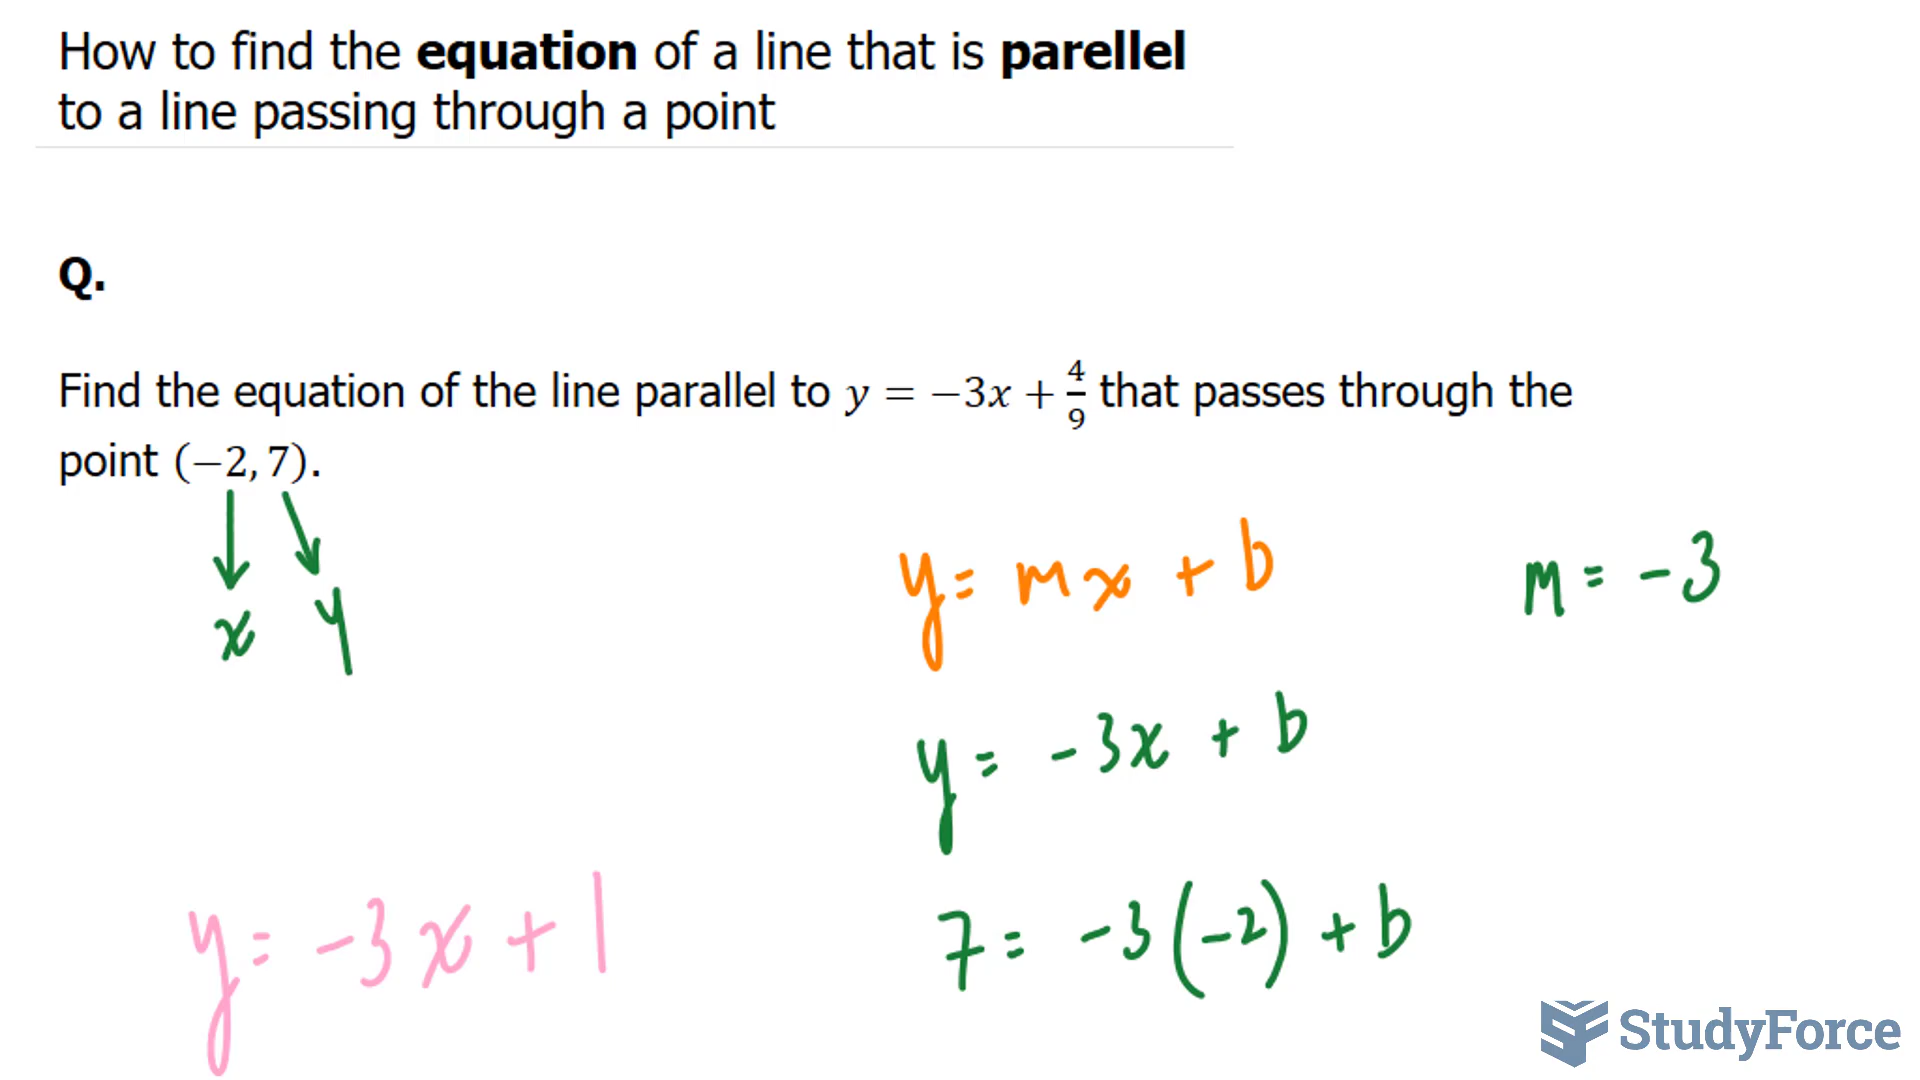 How to find the equation of a line that is parellel
to a line passing through a point
Q.
Find the equation of the line parallel to y = −3x + 4/9 that passes through the
point (−2, 7).
x y
y = mx + b
m = -3
y = -3x + b
7 = -3(-2) + b
y = -3x + 1
StudyForce